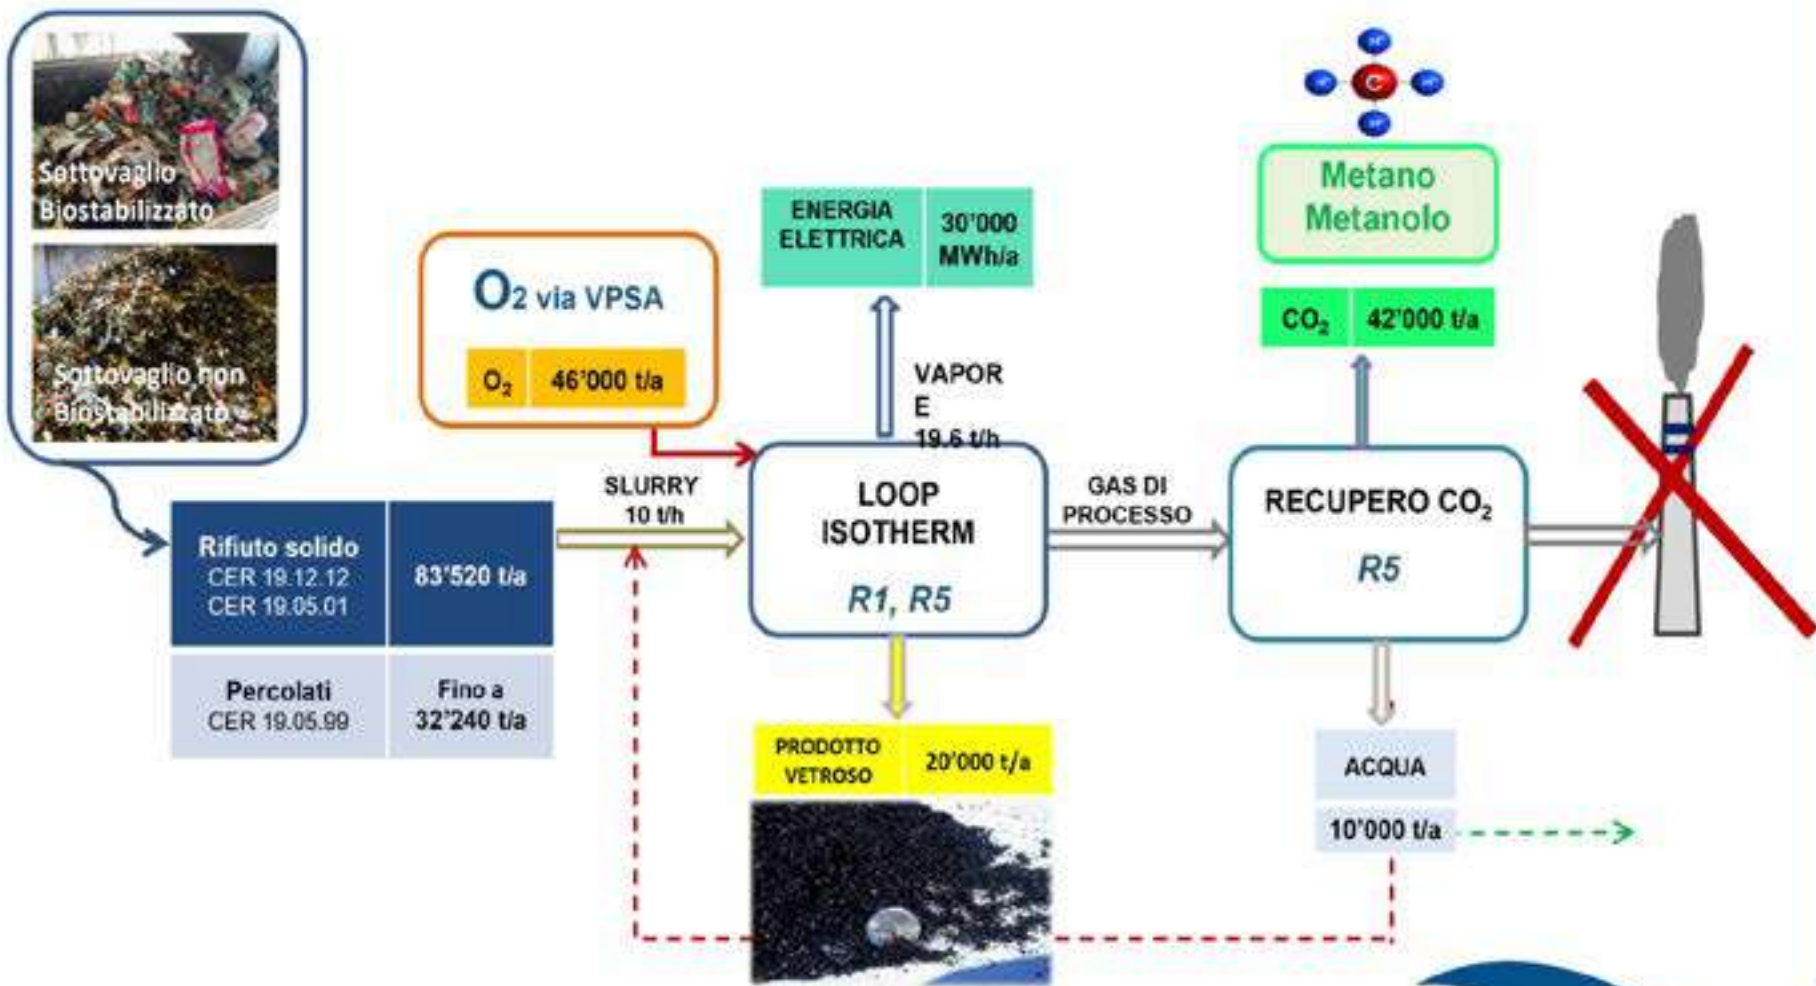 Sottovaglio
Biostabilizzato
Sottovaglio non
Biostabilizzato
O2 via VPSA
O2 46'000 t/a
ENERGIA
ELETTRICA
30'000
MWh/a
VAPOR
E
19.6 t/h
C
Metano
Metanolo
CO2 42'000 t/a
Rifiuto solido
CER 19.12.12
CER 19.05.01
83'520 t/a
Percolati
CER 19.05.99
Fino a
32'240 t/a
SLURRY
10 t/h
LOOP
ISOTHERM
R1, R5
GAS DI
PROCESSO
RECUPERO CO2
R5
PRODOTTO
VETROSO
20'000 t/a
ACQUA
10'000 t/a